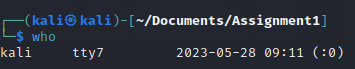 ┌──(kali㉿kali)-[~/Documents/Assignment1]
└─$ who
kali     tty7         2023-05-28 09:11 (:0)